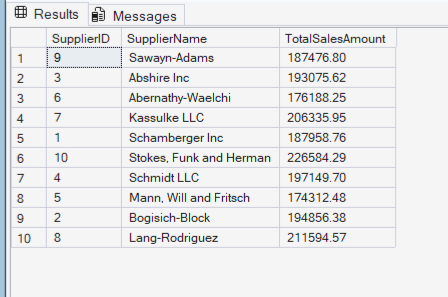 Results Messages
SupplierID SupplierName TotalSalesAmount
1 9 Sawayn-Adams 187476.80
2 3 Abshire Inc 193075.62
3 6 Abernathy-Waelchi 176188.25
4 7 Kassulke LLC 206335.95
5 1 Schamberger Inc 187958.76
6 10 Stokes, Funk and Herman 226584.29
7 4 Schmidt LLC 197149.70
8 5 Mann, Will and Fritsch 174312.48
9 2 Bogisich-Block 194856.38
10 8 Lang-Rodriguez 211594.57